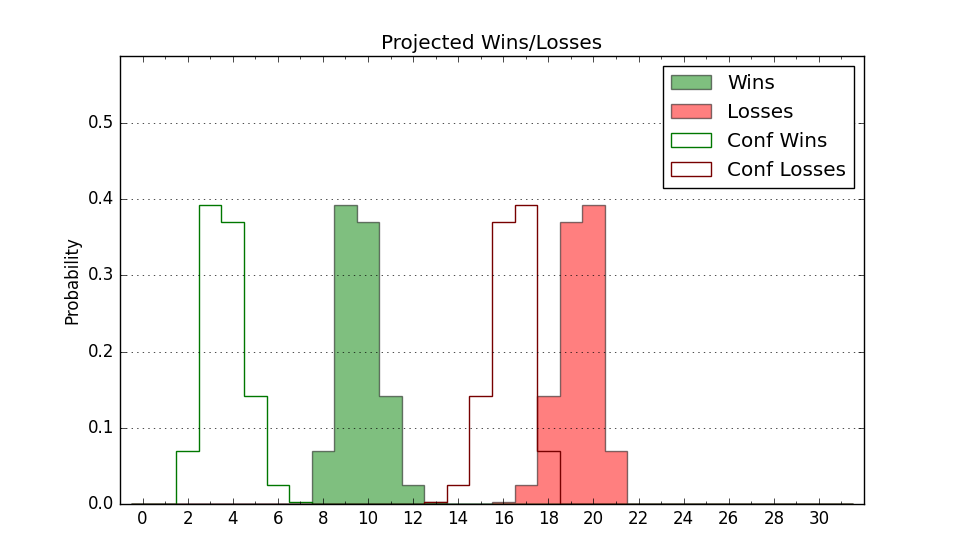 Projected Wins/Losses
Wins
Losses
Conf Wins
Conf Losses
Probability
0.5
0.4
0.3
0.2
0.1
0.0
0 2 4 6 8 10 12 14 16 18 20 22 24 26 28 30